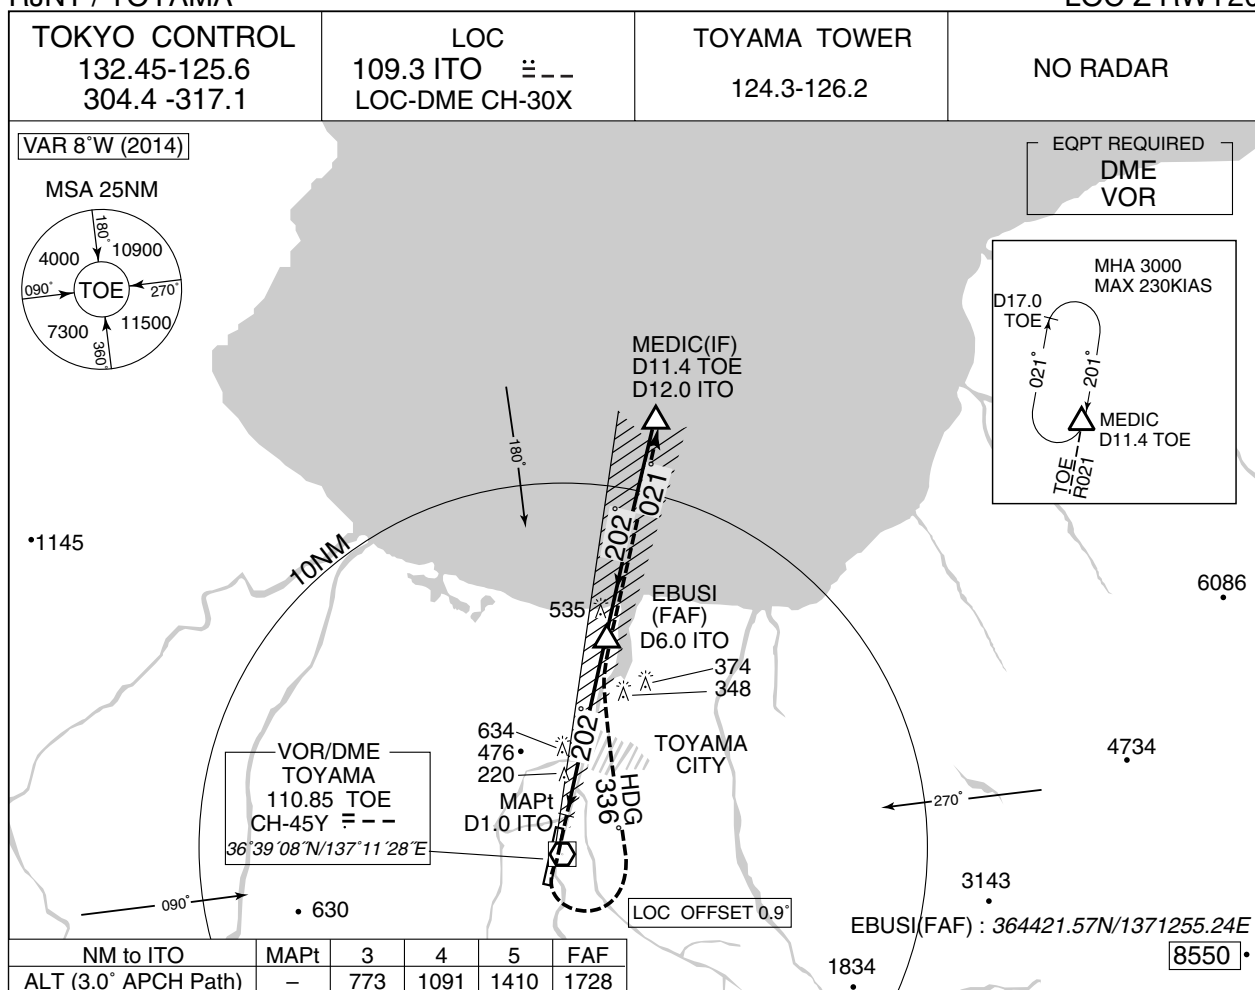 RJNT / TOYAMA
LOC Z RWY20
TOKYO CONTROL
132.45-125.6
304.4 -317.1
LOC
109.3 ITO
LOC-DME CH-30X
TOYAMA TOWER
124.3-126.2
NO RADAR
VAR 8°W (2014)
MSA 25NM
180°
4000
10900
090°
TOE
270°
7300
11500
360°
EQPT REQUIRED
DME
VOR
MHA 3000
MAX 230KIAS
D17.0
TOE
021°
201°
MEDIC
D11.4 TOE
TOE
R021
MEDIC(IF)
D11.4 TOE
D12.0 ITO
180°
021°
202°
10NM
1145
6086
535
EBUSI
(FAF)
D6.0 ITO
374
348
634
476
220
202°
TOYAMA
CITY
HDG
336°
4734
VOR/DME
TOYAMA
110.85 TOE
CH-45Y
36°39′08″N/137°11′28″E
MAPt
D1.0 ITO
270°
090°
630
3143
LOC OFFSET 0.9°
EBUSI(FAF) : 364421.57N/1371255.24E
8550
1834
NM to ITO MAPt 3 4 5 FAF
ALT (3.0° APCH Path) – 773 1091 1410 1728